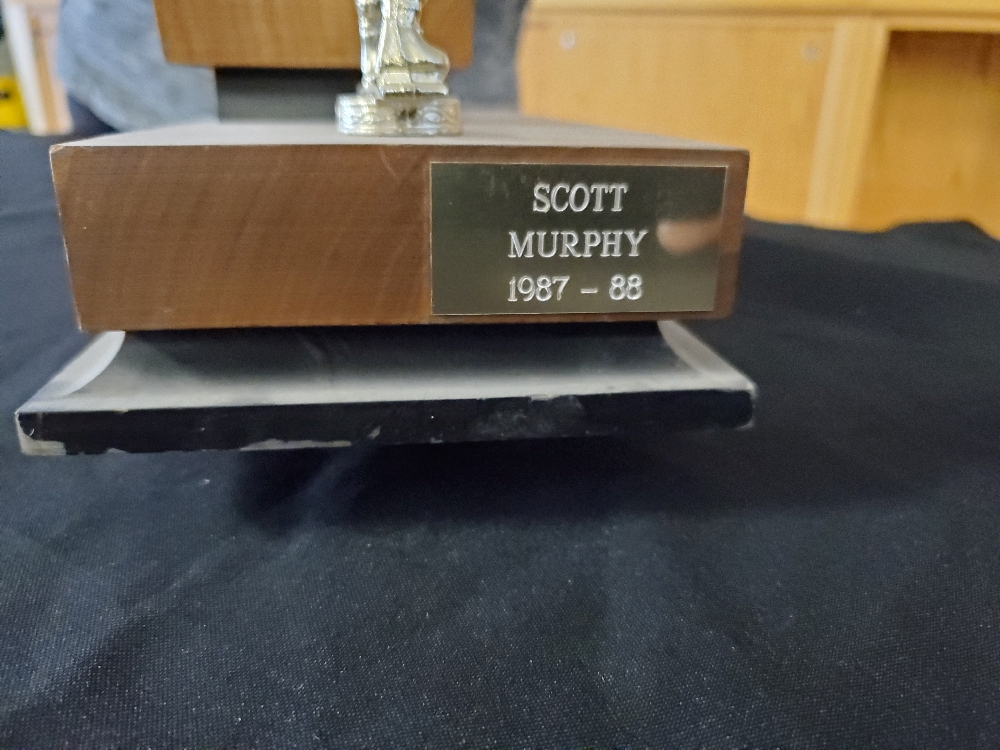 SCOTT
MURPHY
1987 - 88